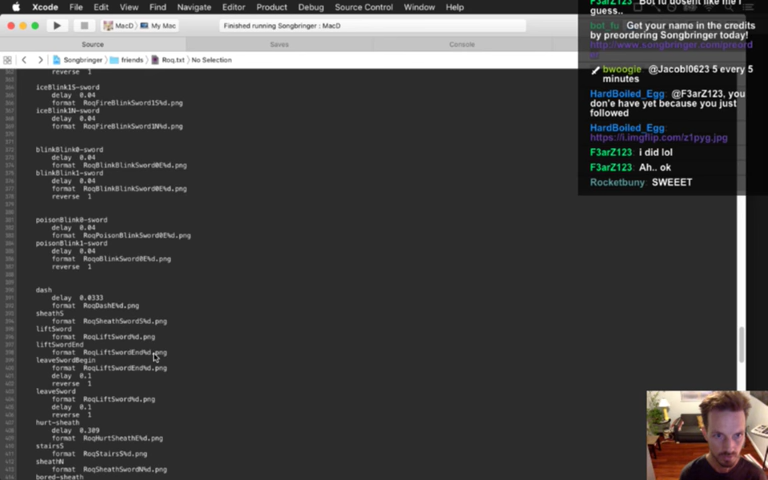 Xcode File Edit View Find Navigate Editor Product Debug Source Control Window Help
MacD My Mac
Finished running Songbringer : MacD
Source Saves Console
Songbringer friends Roq.txt No Selection
reverse 1
iceBlink1S-sword
delay 0.04
format RoqFireBlinkSword1S%d.png
iceBlink1N-sword
delay 0.04
format RoqFireBlinkSword1N%d.png
blinkBlink0-sword
delay 0.04
format RoqBlinkBlinkSword0E%d.png
blinkBlink1-sword
delay 0.04
format RoqBlinkBlinkSword0E%d.png
reverse 1
poisonBlink0-sword
delay 0.04
format RoqPoisonBlinkSword0E%d.png
poisonBlink1-sword
delay 0.04
format RoqoBlinkSword0E%d.png
reverse 1
dash
delay 0.0333
format RoqDashE%d.png
sheathS
format RoqSheathSwordS%d.png
liftSword
format RoqLiftSword%d.png
liftSwordEnd
format RoqLiftSwordEnd%d.png
leaveSwordBegin
format RoqLiftSwordEnd%d.png
delay 0.1
reverse 1
leaveSword
format RoqLiftSword%d.png
delay 0.1
reverse 1
hurt-sheath
delay 0.309
format RoqHurtSheathE%d.png
stairsS
format RoqStairsS%d.png
sheathN
format RoqSheathSwordN%d.png
bored-sheath
F3arZ123: Bot fu dosent like me I
guess..
bot_fu: Get your name in the credits
by preordering Songbringer today!
http://www.songbringer.com/preord
bwoogie: @Jacobl0623 5 every 5
minutes
HardBoiled_Egg: @F3arZ123, you
don'e have yet because you just
followed
HardBoiled_Egg:
https://i.imgflip.com/z1pyg.jpg
F3arZ123: i did lol
F3arZ123: Ah.. ok
Rocketbuny: SWEEET